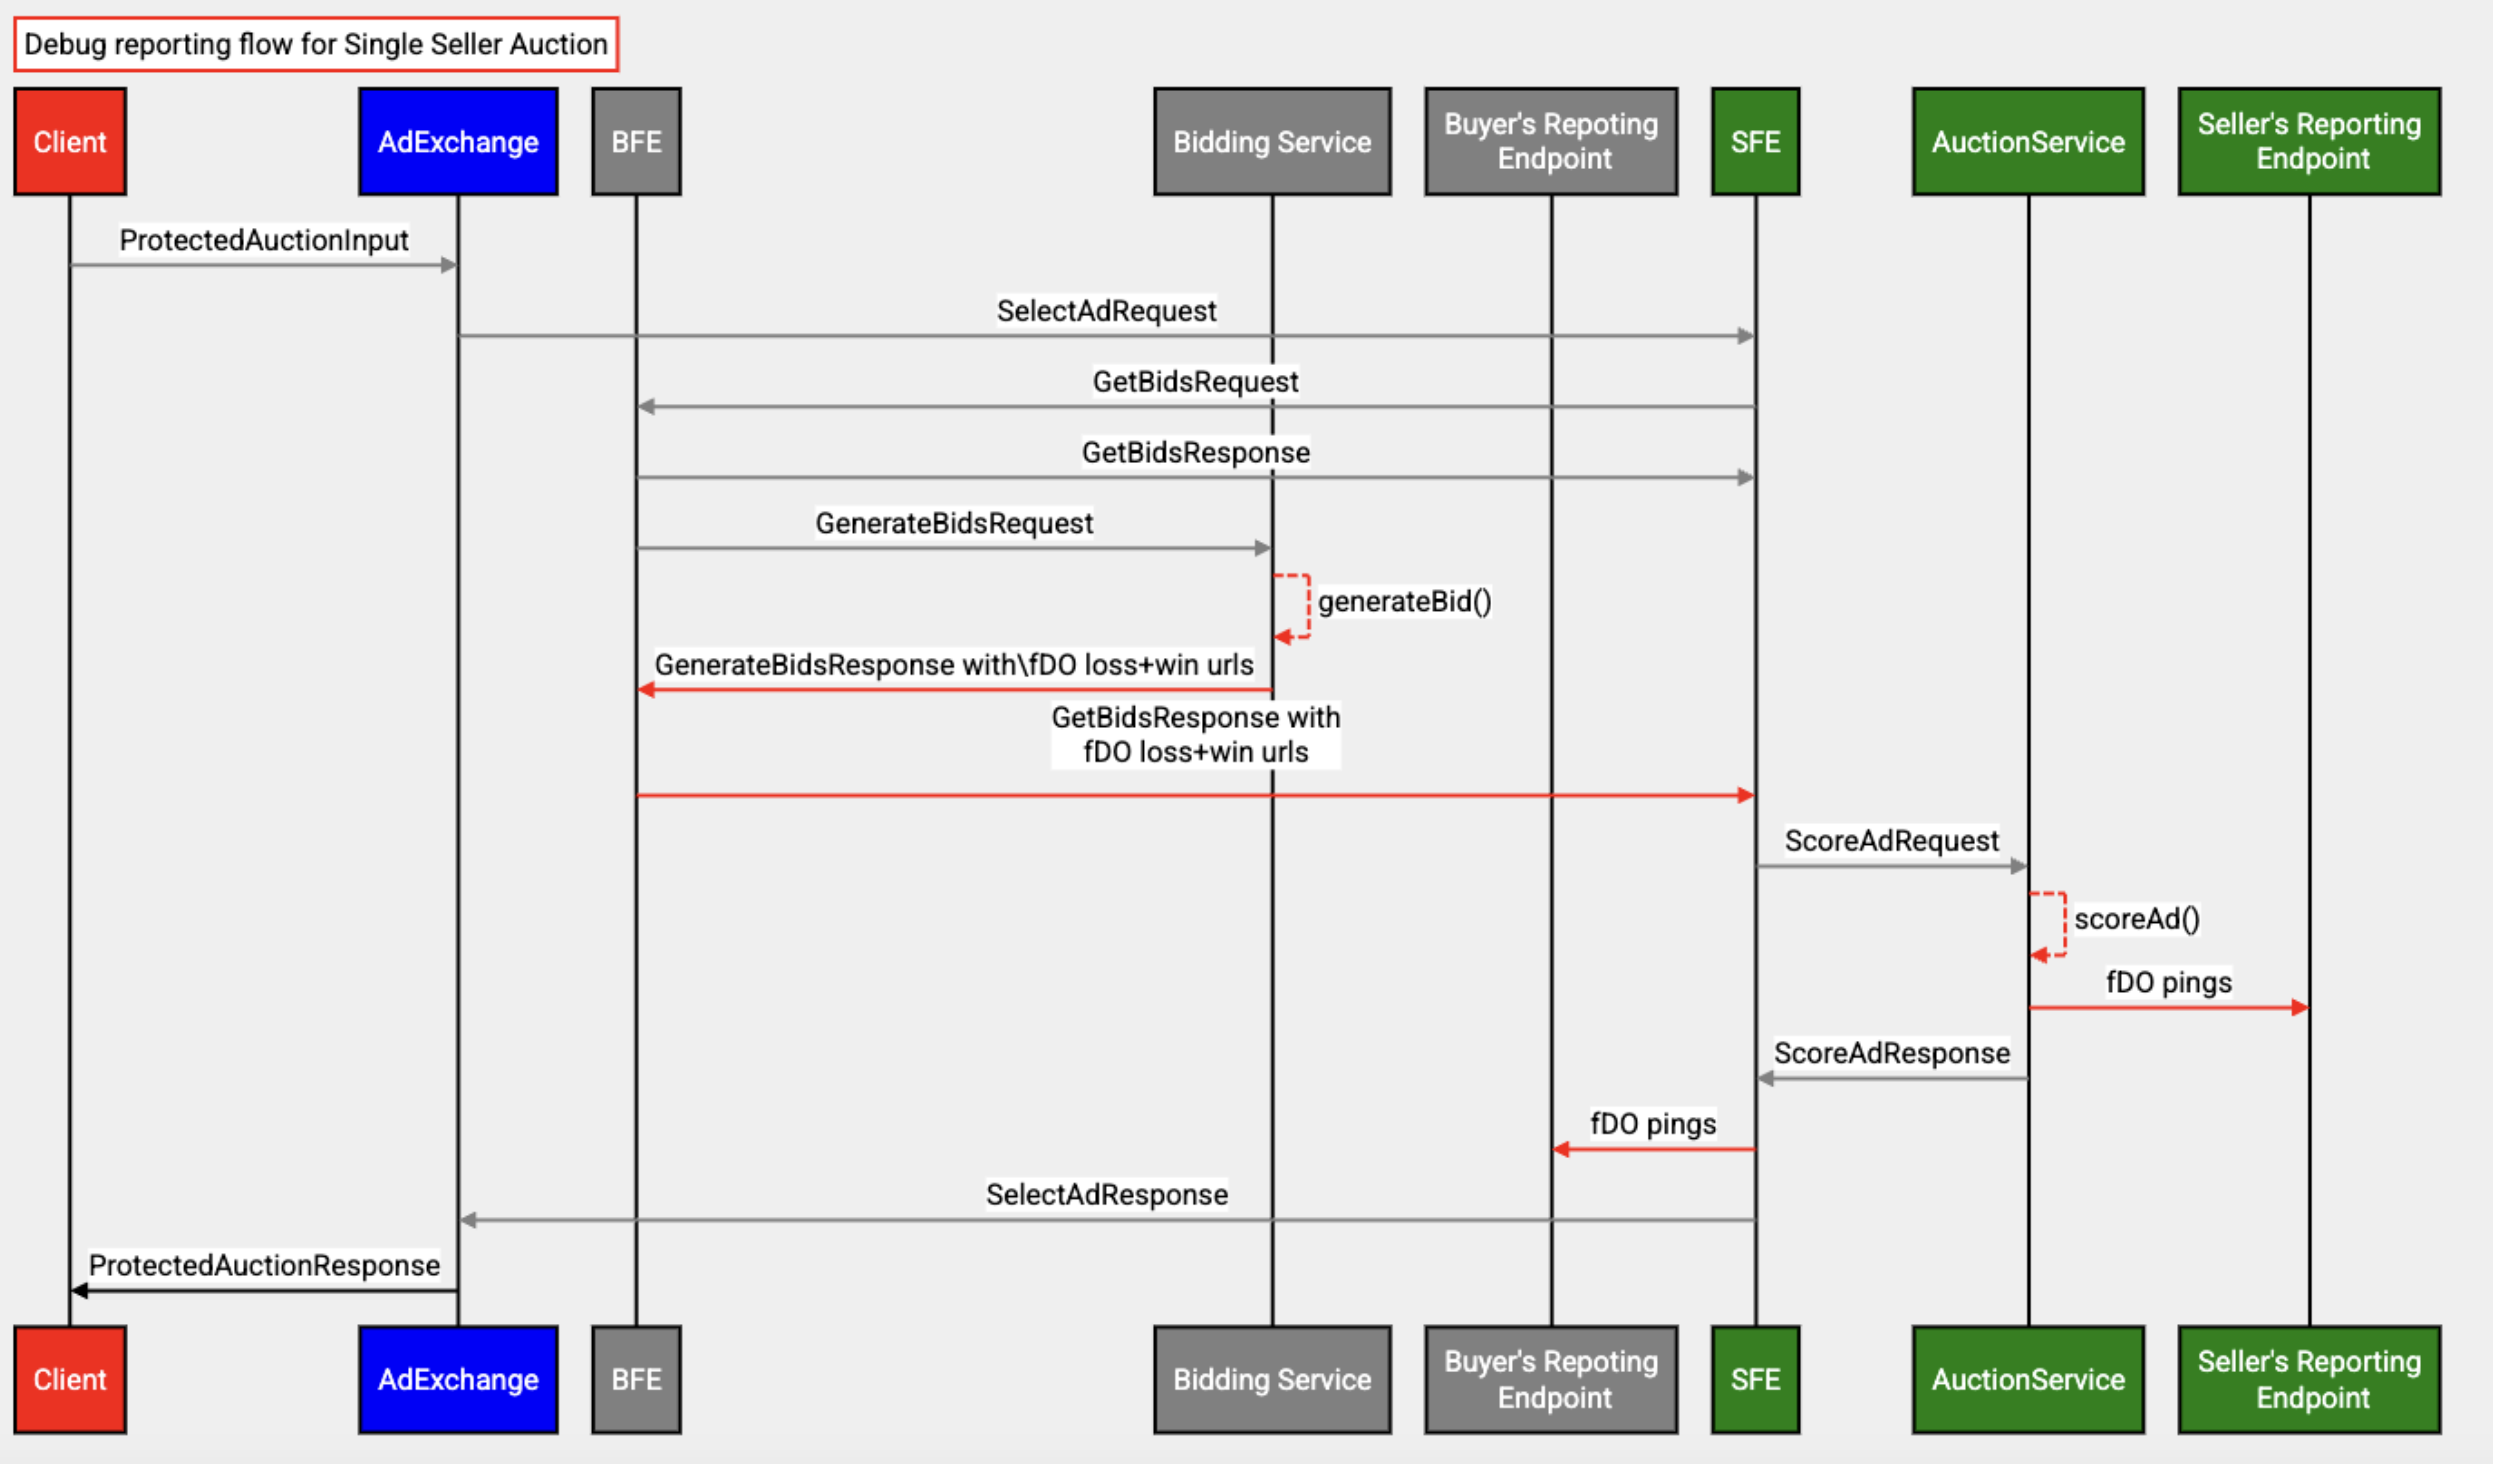 Debug reporting flow for Single Seller Auction
Client
AdExchange
BFE
Bidding Service
Buyer's Repoting
Endpoint
SFE
AuctionService
Seller's Reporting
Endpoint
ProtectedAuctionInput
SelectAdRequest
GetBidsRequest
GetBidsResponse
GenerateBidsRequest
generateBid()
GenerateBidsResponse with\fDO loss+win urls
GetBidsResponse with
fDO loss+win urls
ScoreAdRequest
scoreAd()
fDO pings
ScoreAdResponse
fDO pings
SelectAdResponse
ProtectedAuctionResponse
Client
AdExchange
BFE
Bidding Service
Buyer's Repoting
Endpoint
SFE
AuctionService
Seller's Reporting
Endpoint